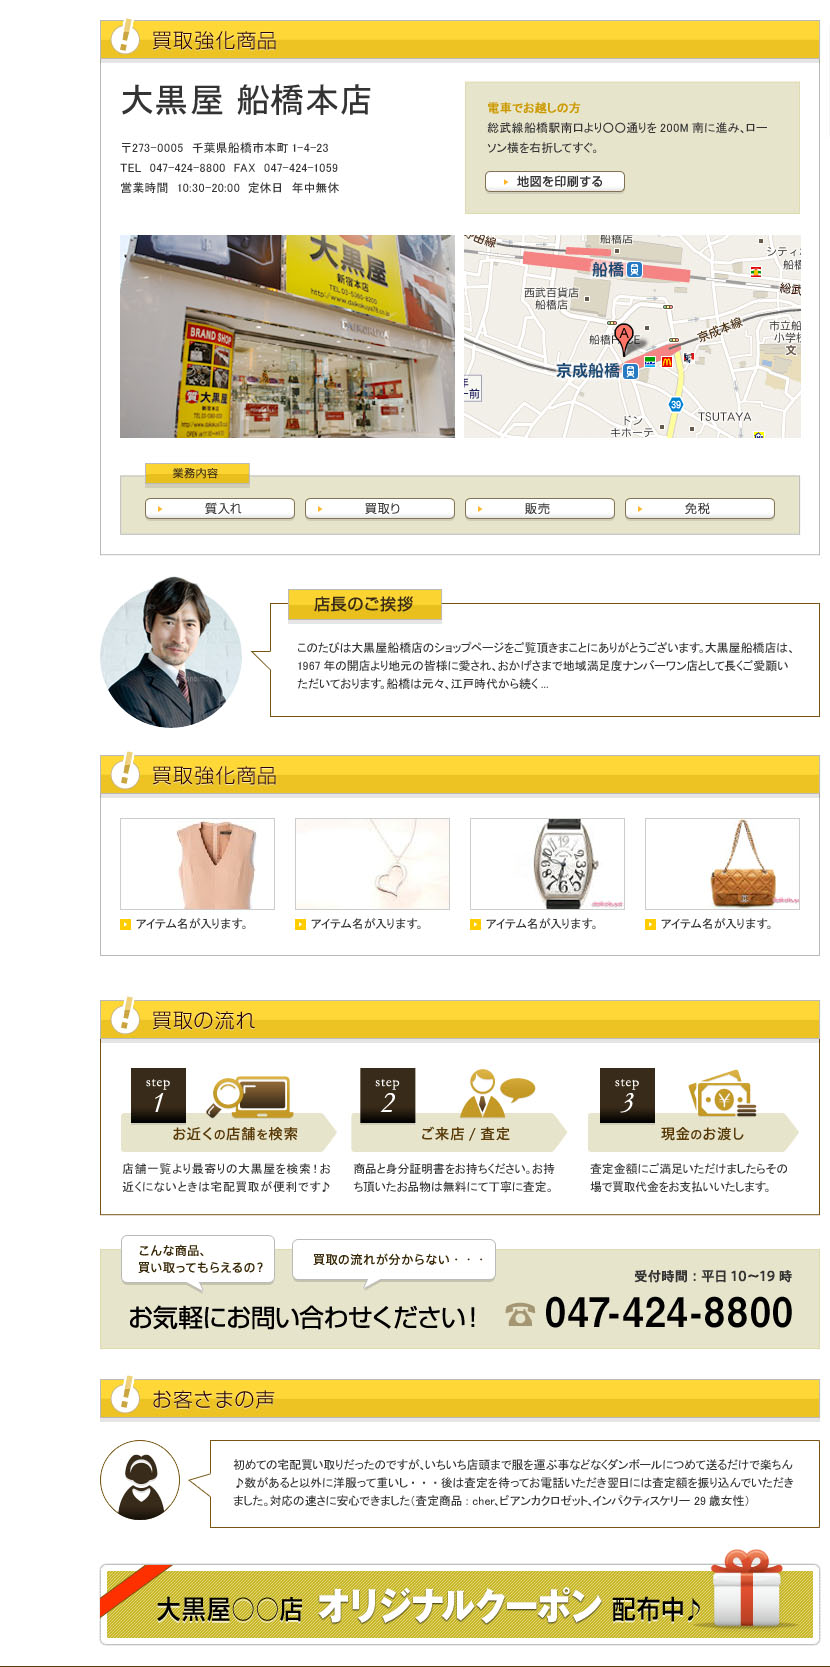 買取強化商品
大黒屋 船橋本店
〒273-0005 千葉県船橋市本町 1-4-23
TEL 047-424-8800 FAX 047-424-1059
営業時間 10:30-20:00 定休日 年中無休
電車でお越しの方
総武線船橋駅南口より〇〇通りを 200M 南に進み、ロー
ソン横を右折してすぐ。
地図を印刷する
大黒屋
新宿本店
TEL.03-5360-8200
DAIKOKUYA
BRAND SHOP
質大黒屋
新宿本店
船橋店
シティ
船橋
西武百貨店
船橋店
総武
京成本線
市立船
小学校
文
A
京成船橋
39
ドン
キホーテ
TSUTAYA
業務内容
質入れ
買取り
販売
免税
店長のご挨拶
このたびは大黒屋船橋店のショップページをご覧頂きまことにありがとうございます。大黒屋船橋店は、
1967 年の開店より地元の皆様に愛され、おかげさまで地域満足度ナンバーワン店として長くご愛願い
ただいております。船橋は元々、江戸時代から続く...
買取強化商品
アイテム名が入ります。
アイテム名が入ります。
アイテム名が入ります。
アイテム名が入ります。
買取の流れ
step
1
お近くの店舗を検索
店舗一覧より最寄りの大黒屋を検索！お
近くにないときは宅配買取が便利です♪
step
2
ご来店 / 査定
商品と身分証明書をお持ちください。お持
ち頂いたお品物は無料にて丁寧に査定。
step
3
現金のお渡し
査定金額にご満足いただけましたらその
場で買取代金をお支払いいたします。
こんな商品、
買い取ってもらえるの？
買取の流れが分からない・・・
お気軽にお問い合わせください！
受付時間：平日 10〜19 時
047-424-8800
お客さまの声
初めての宅配買い取りだったのですが、いちいち店頭まで服を運ぶ事などなくダンボールにつめて送るだけで楽ちん
♪数があると以外に洋服って重いし・・・後は査定を待ってお電話いただき翌日には査定額を振り込んでいただき
ました。対応の速さに安心できました（査定商品：cher、ビアンカクロゼット、インパクティスケリー 29 歳女性）
大黒屋〇〇店 オリジナルクーポン 配布中♪